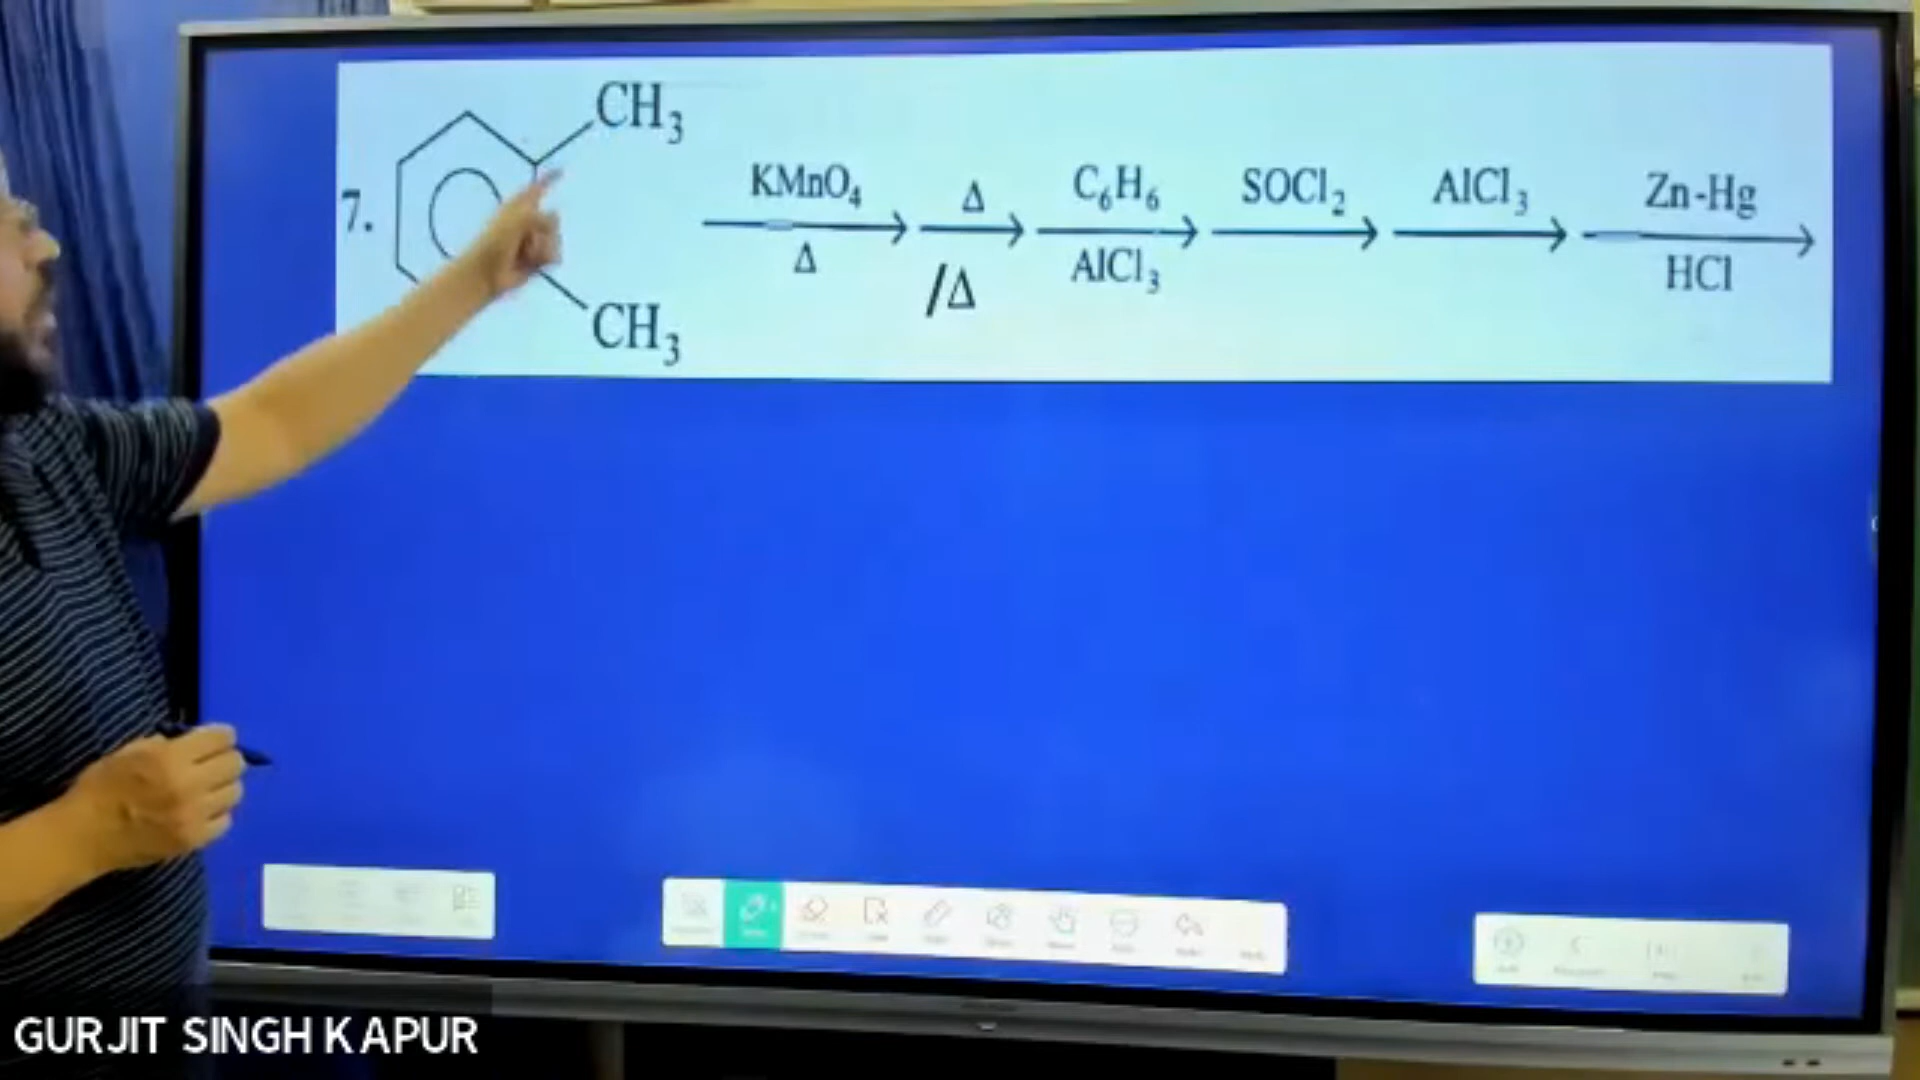 7.
CH₃
CH₃
KMnO₄
Δ
Δ
/Δ
C₆H₆
AlCl₃
SOCl₂
AlCl₃
Zn-Hg
HCl
GURJIT SINGH KAPUR